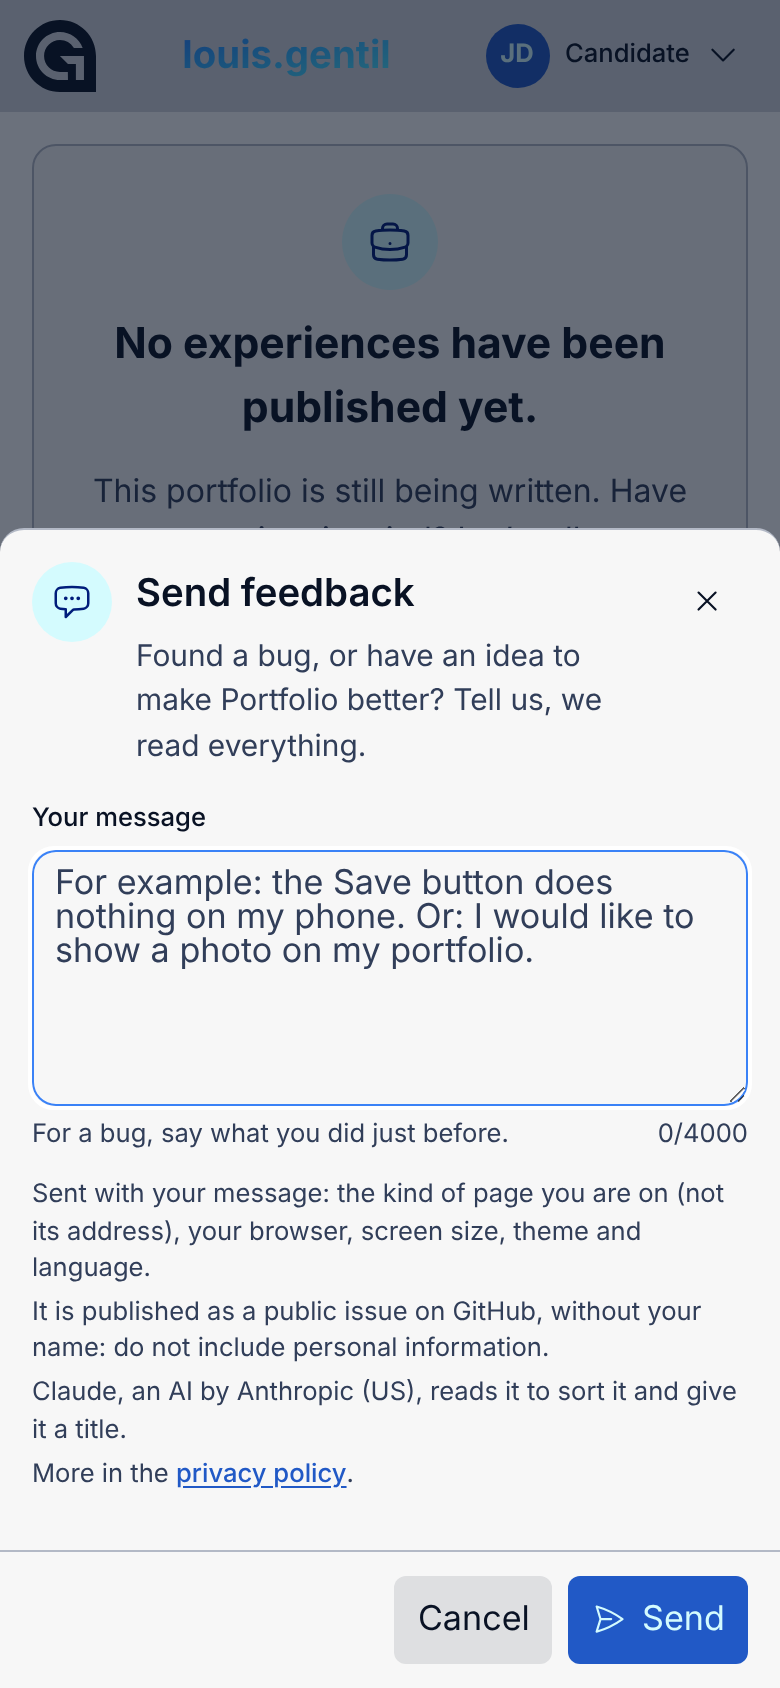 louis.gentil
JD
Candidate
No experiences have been
published yet.
This portfolio is still being written. Have
Send feedback
Found a bug, or have an idea to
make Portfolio better? Tell us, we
read everything.
Your message
For example: the Save button does
nothing on my phone. Or: I would like to
show a photo on my portfolio.
For a bug, say what you did just before.
0/4000
Sent with your message: the kind of page you are on (not
its address), your browser, screen size, theme and
language.
It is published as a public issue on GitHub, without your
name: do not include personal information.
Claude, an AI by Anthropic (US), reads it to sort it and give
it a title.
More in the privacy policy.
Cancel
Send